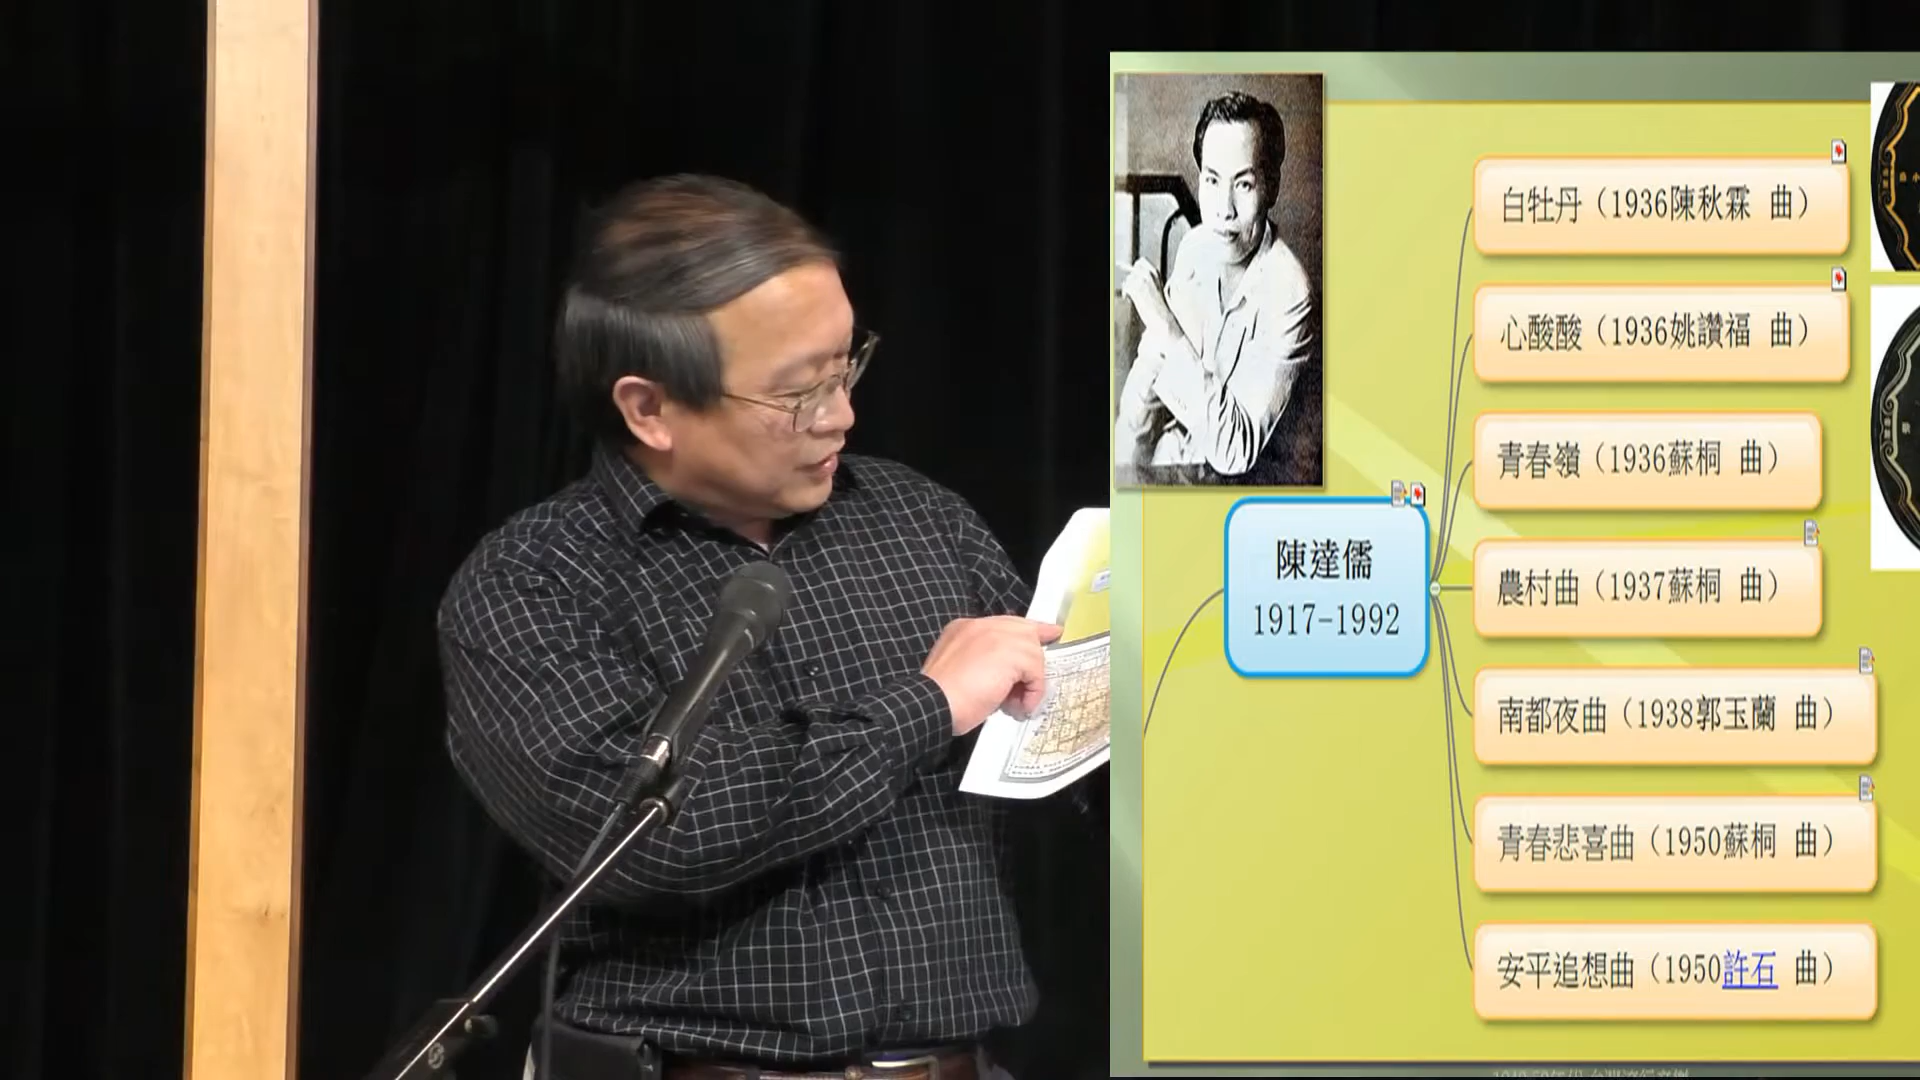 白牡丹（1936陳秋霖 曲）
心酸酸（1936姚讚福 曲）
青春嶺（1936蘇桐 曲）
陳達儒
1917-1992
農村曲（1937蘇桐 曲）
南都夜曲（1938郭玉蘭 曲）
青春悲喜曲（1950蘇桐 曲）
安平追想曲（1950許石 曲）